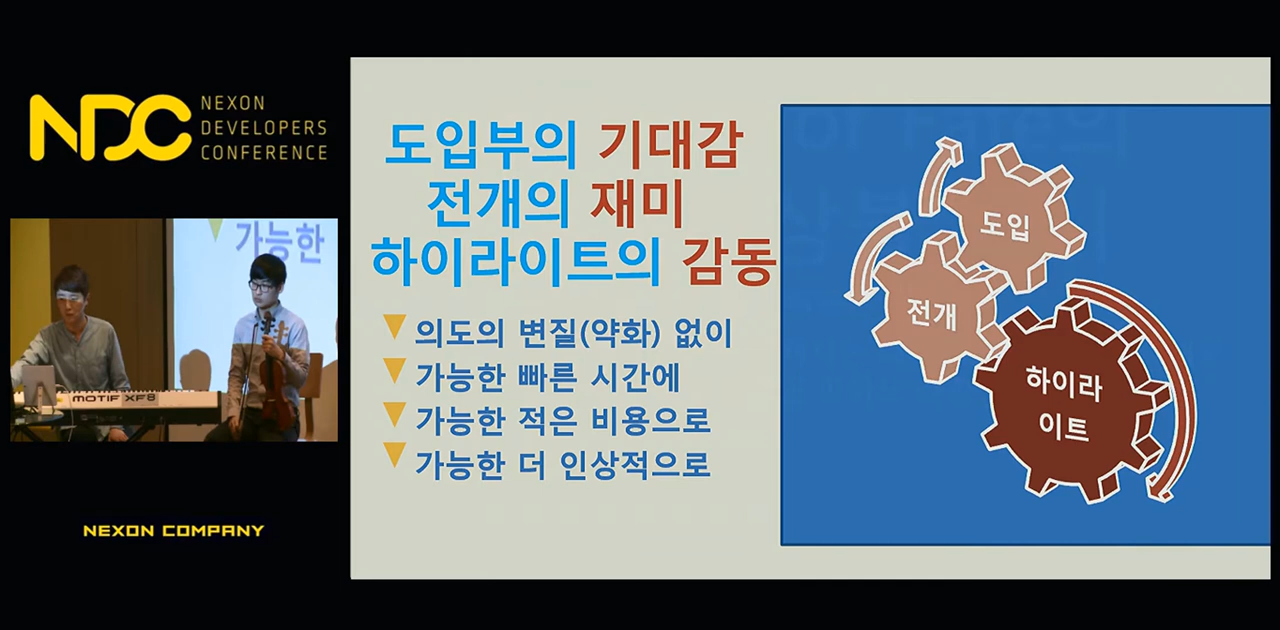 NDC
NEXON
DEVELOPERS
CONFERENCE
가능한
MOTIF XF8
NEXON COMPANY
도입부의 기대감
전개의 재미
하이라이트의 감동
의도의 변질(약화) 없이
가능한 빠른 시간에
가능한 적은 비용으로
가능한 더 인상적으로
도입
전개
하이라
이트